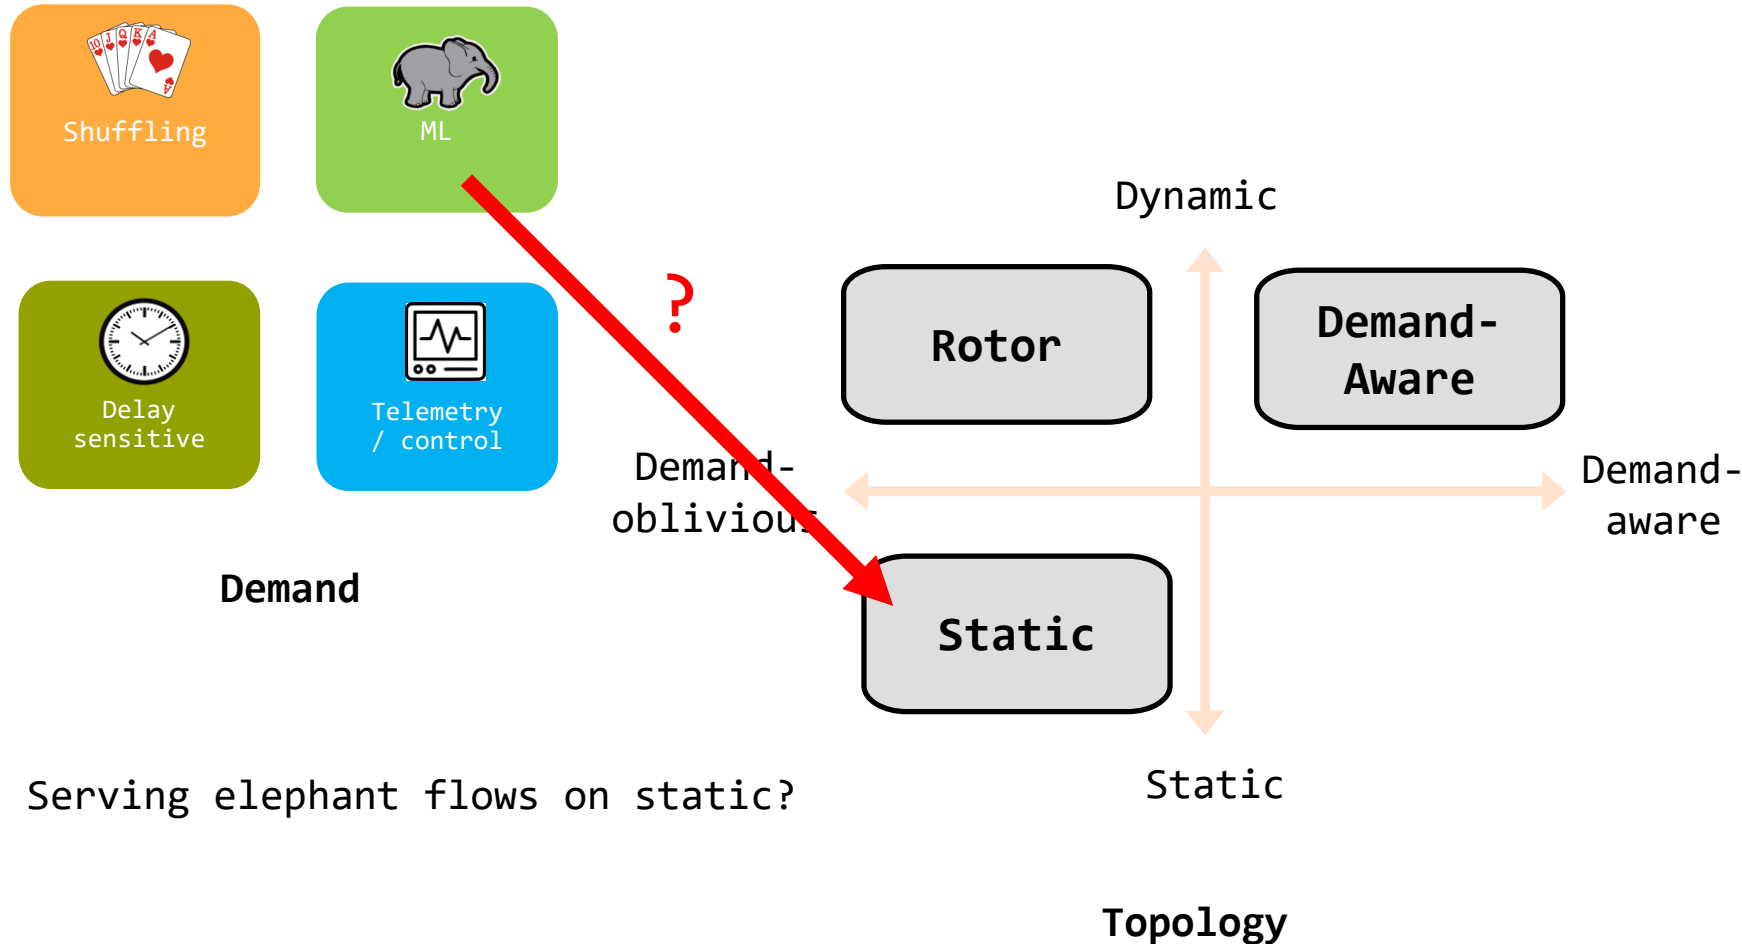 Shuffling
ML
Delay
sensitive
Telemetry
/ control
Demand
Serving elephant flows on static?
?
Dynamic
Rotor
Demand-
Aware
Demand-
oblivious
Demand-
aware
Static
Static
Topology